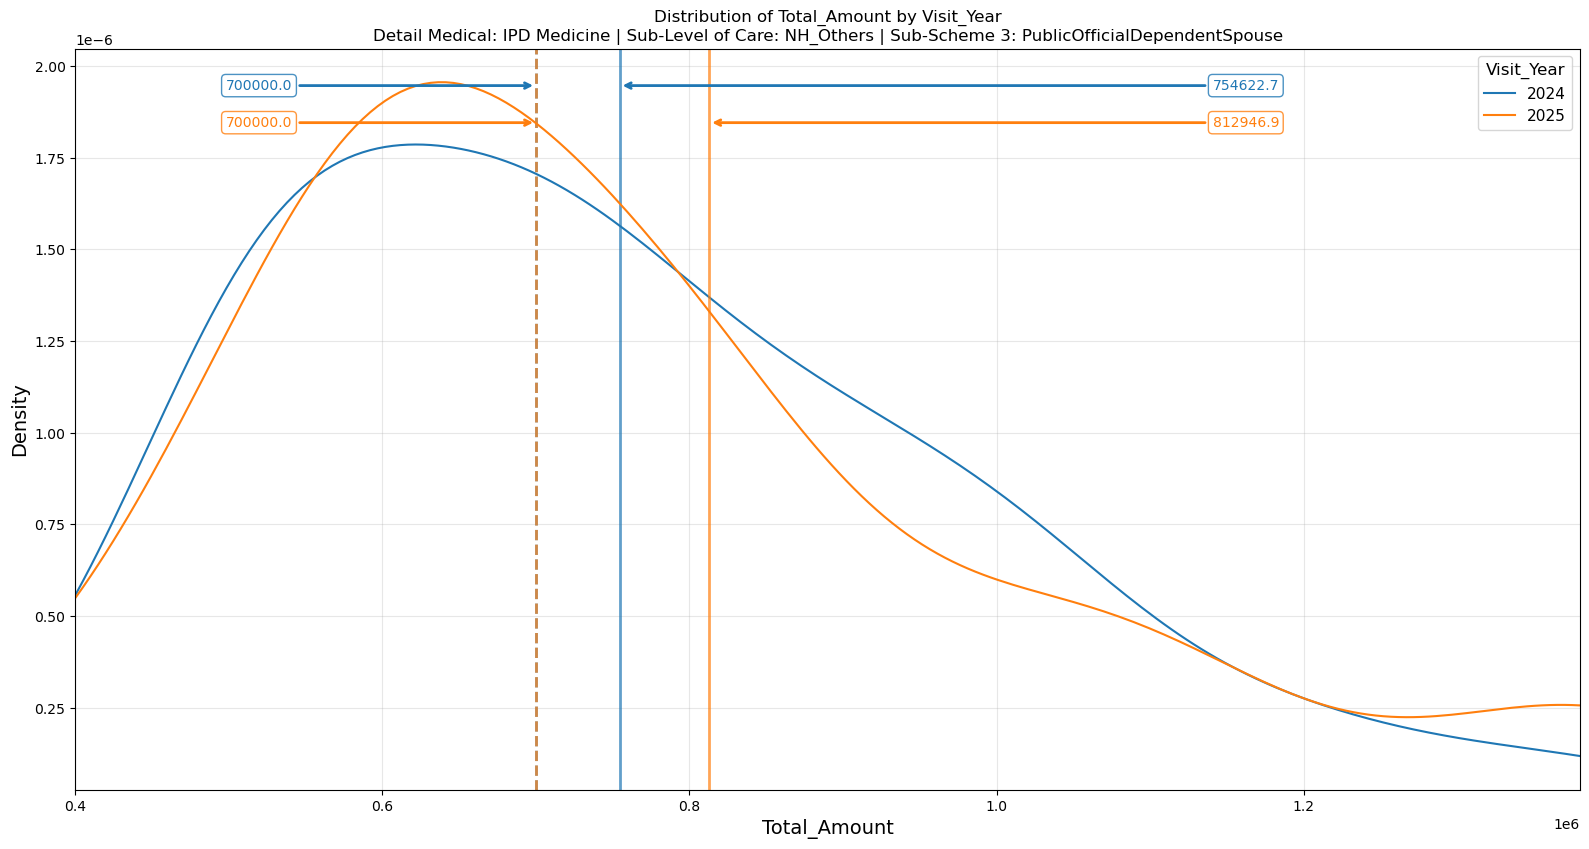 Distribution of Total_Amount by Visit_Year
Detail Medical: IPD Medicine | Sub-Level of Care: NH_Others | Sub-Scheme 3: PublicOfficialDependentSpouse
1e−6
2.00
1.75
1.50
1.25
1.00
0.75
0.50
0.25
Density
700000.0
754622.7
700000.0
812946.9
Visit_Year
2024
2025
0.4
0.6
0.8
1.0
1.2
1e6
Total_Amount